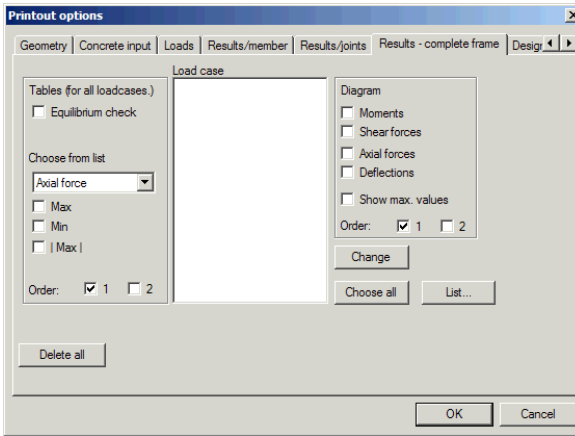 Printout options
Geometry Concrete input Loads Results/member Results/joints Results - complete frame Design
Load case
Tables (for all loadcases.)
Equilibrium check
Choose from list
Axial force
Max
Min
| Max |
Order: 1 2
Diagram
Moments
Shear forces
Axial forces
Deflections
Show max. values
Order: 1 2
Change
Choose all List...
Delete all
OK Cancel